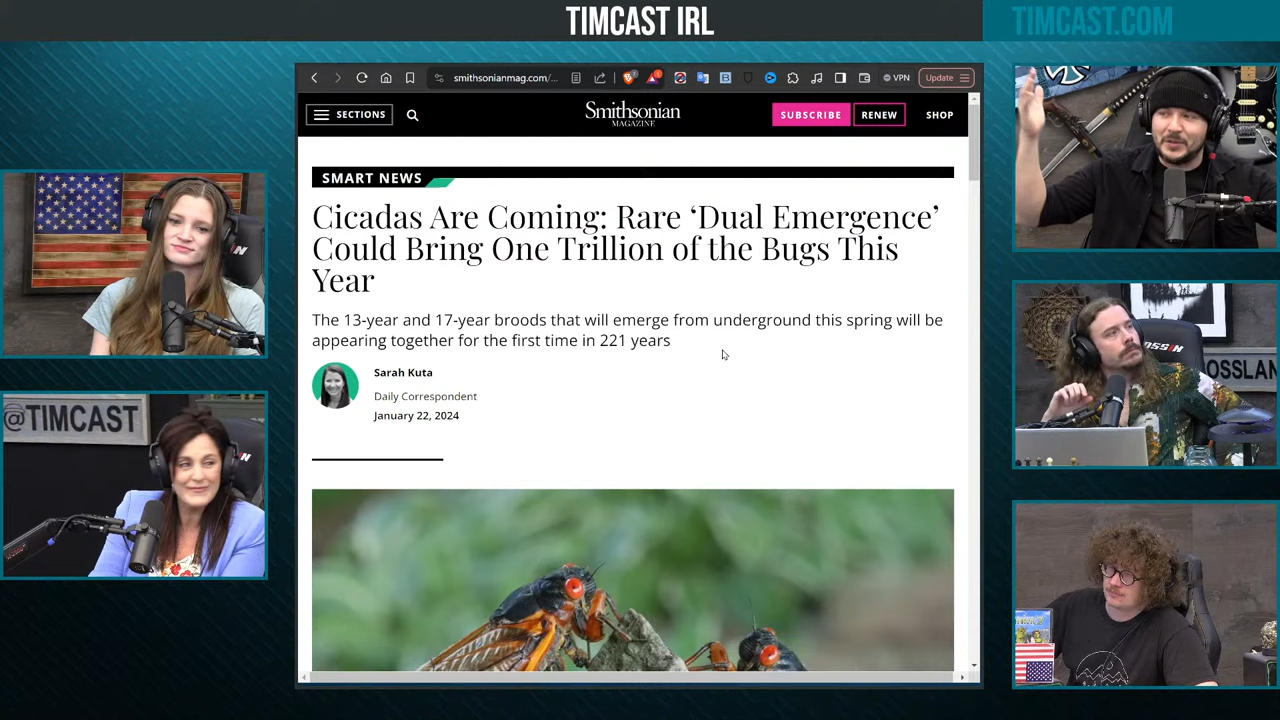 TIMCAST IRL
TIMCAST.COM
smithsonianmag.com/...
VPN
Update
SECTIONS
Smithsonian
MAGAZINE
SUBSCRIBE
RENEW
SHOP
SMART NEWS
Cicadas Are Coming: Rare ‘Dual Emergence’
Could Bring One Trillion of the Bugs This
Year
The 13-year and 17-year broods that will emerge from underground this spring will be
appearing together for the first time in 221 years
Sarah Kuta
Daily Correspondent
January 22, 2024
@TIMCAST